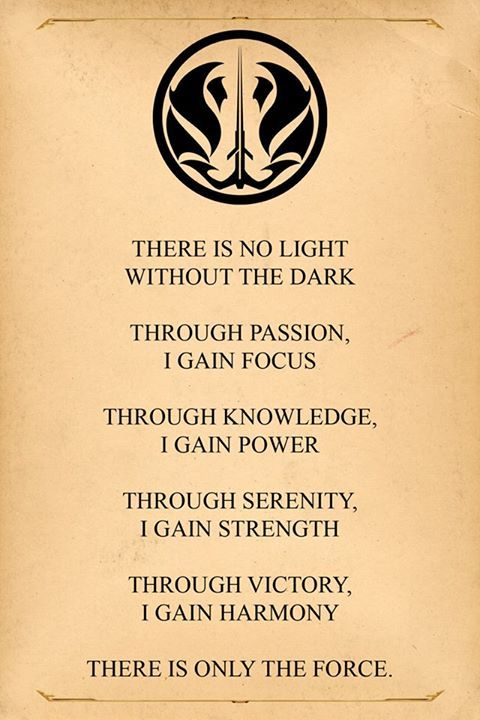 THERE IS NO LIGHT
WITHOUT THE DARK
THROUGH PASSION,
I GAIN FOCUS
THROUGH KNOWLEDGE,
I GAIN POWER
THROUGH SERENITY,
I GAIN STRENGTH
THROUGH VICTORY,
I GAIN HARMONY
THERE IS ONLY THE FORCE.